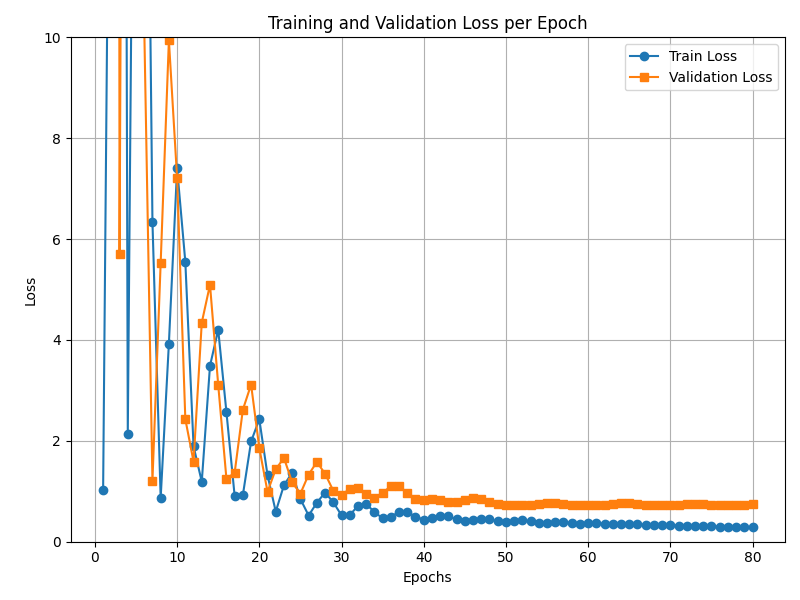 Training and Validation Loss per Epoch
Train Loss
Validation Loss
Loss
10
8
6
4
2
0
0 10 20 30 40 50 60 70 80
Epochs